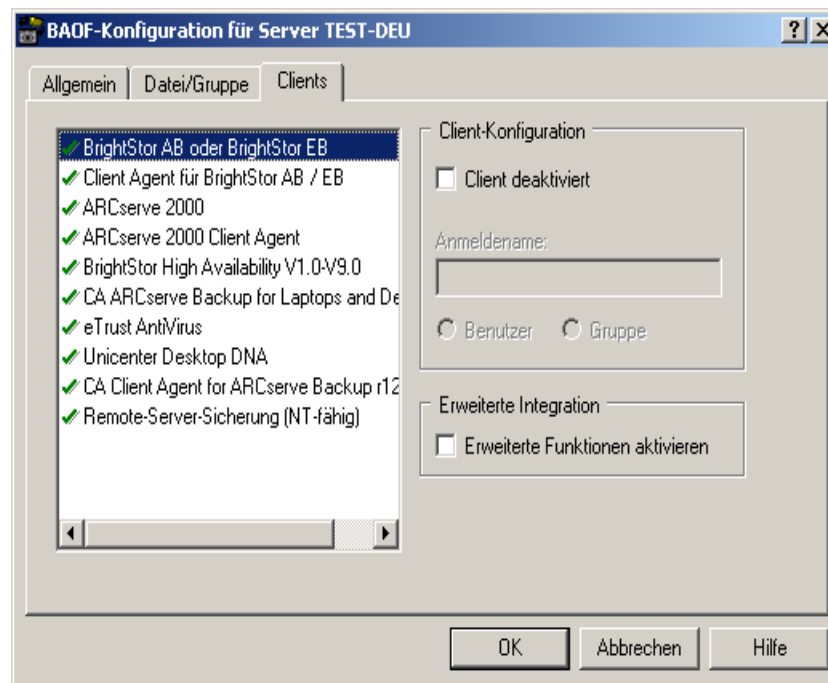 BAOF-Konfiguration für Server TEST-DEU
Allgemein
Datei/Gruppe
Clients
BrightStor AB oder BrightStor EB
Client Agent für BrightStor AB / EB
ARCserve 2000
ARCserve 2000 Client Agent
BrightStor High Availability V1.0-V9.0
CA ARCserve Backup for Laptops and De
eTrust AntiVirus
Unicenter Desktop DNA
CA Client Agent for ARCserve Backup r12
Remote-Server-Sicherung (NT-fähig)
Client-Konfiguration
Client deaktiviert
Anmeldename:
Benutzer
Gruppe
Erweiterte Integration
Erweiterte Funktionen aktivieren
OK
Abbrechen
Hilfe